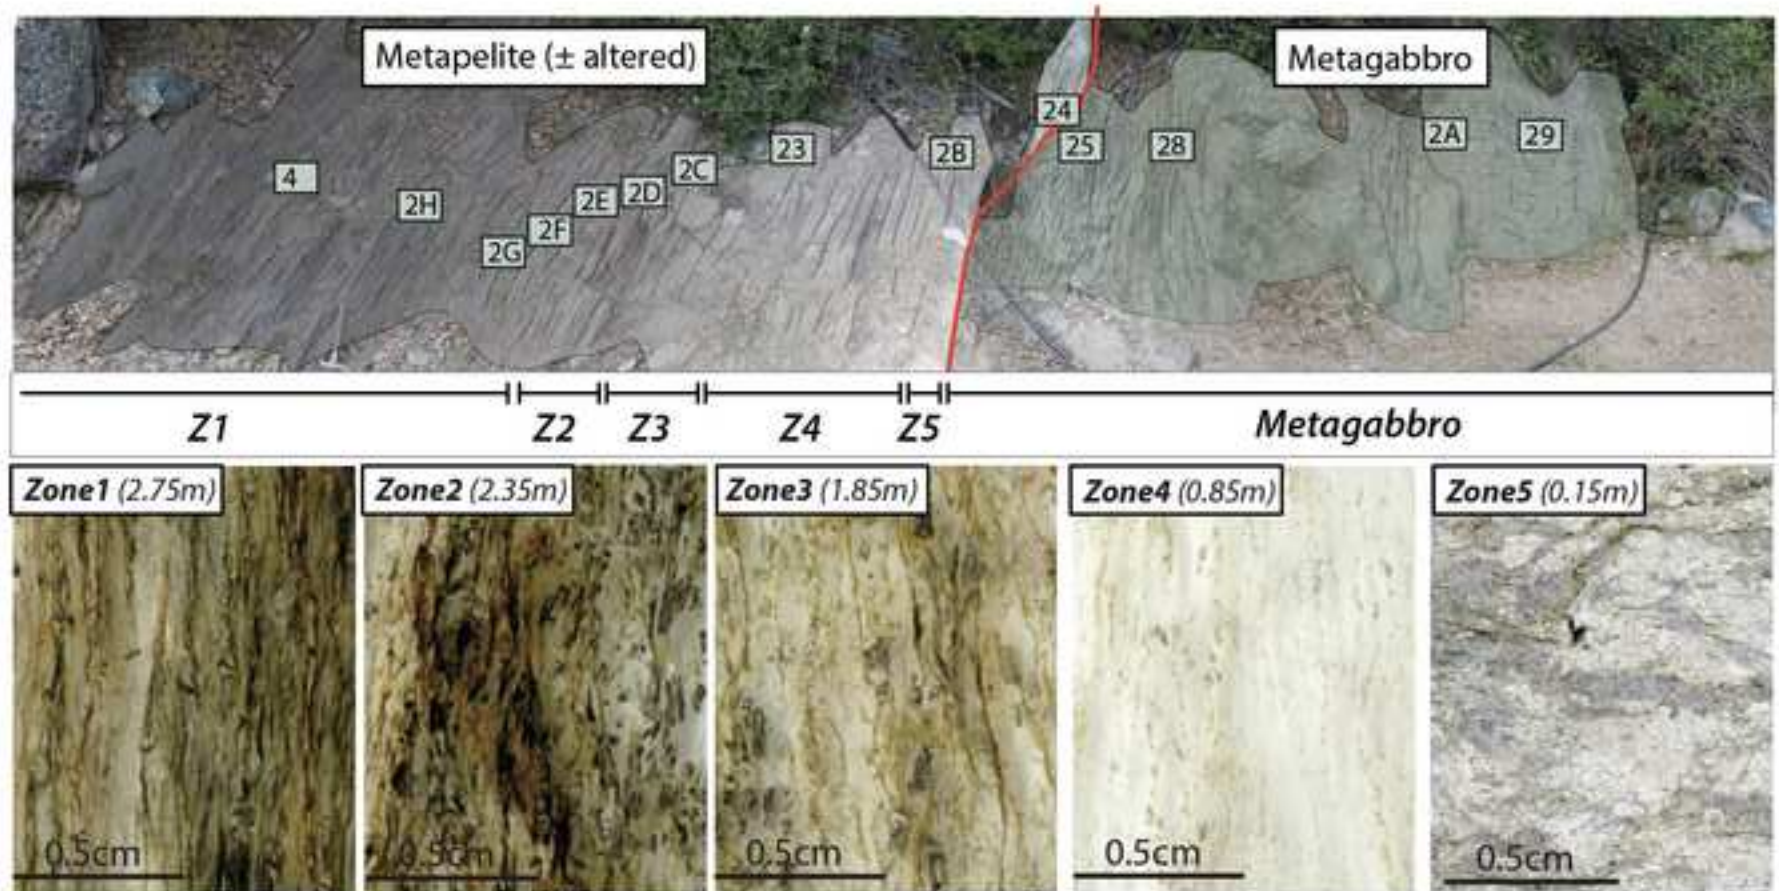 Metapelite (± altered)
Metagabbro
4
2H
2G
2F
2E
2D
2C
23
2B
24
25
28
2A
29
Z1
Z2
Z3
Z4
Z5
Metagabbro
Zone1 (2.75m)
Zone2 (2.35m)
Zone3 (1.85m)
Zone4 (0.85m)
Zone5 (0.15m)
0.5cm
0.5cm
0.5cm
0.5cm
0.5cm